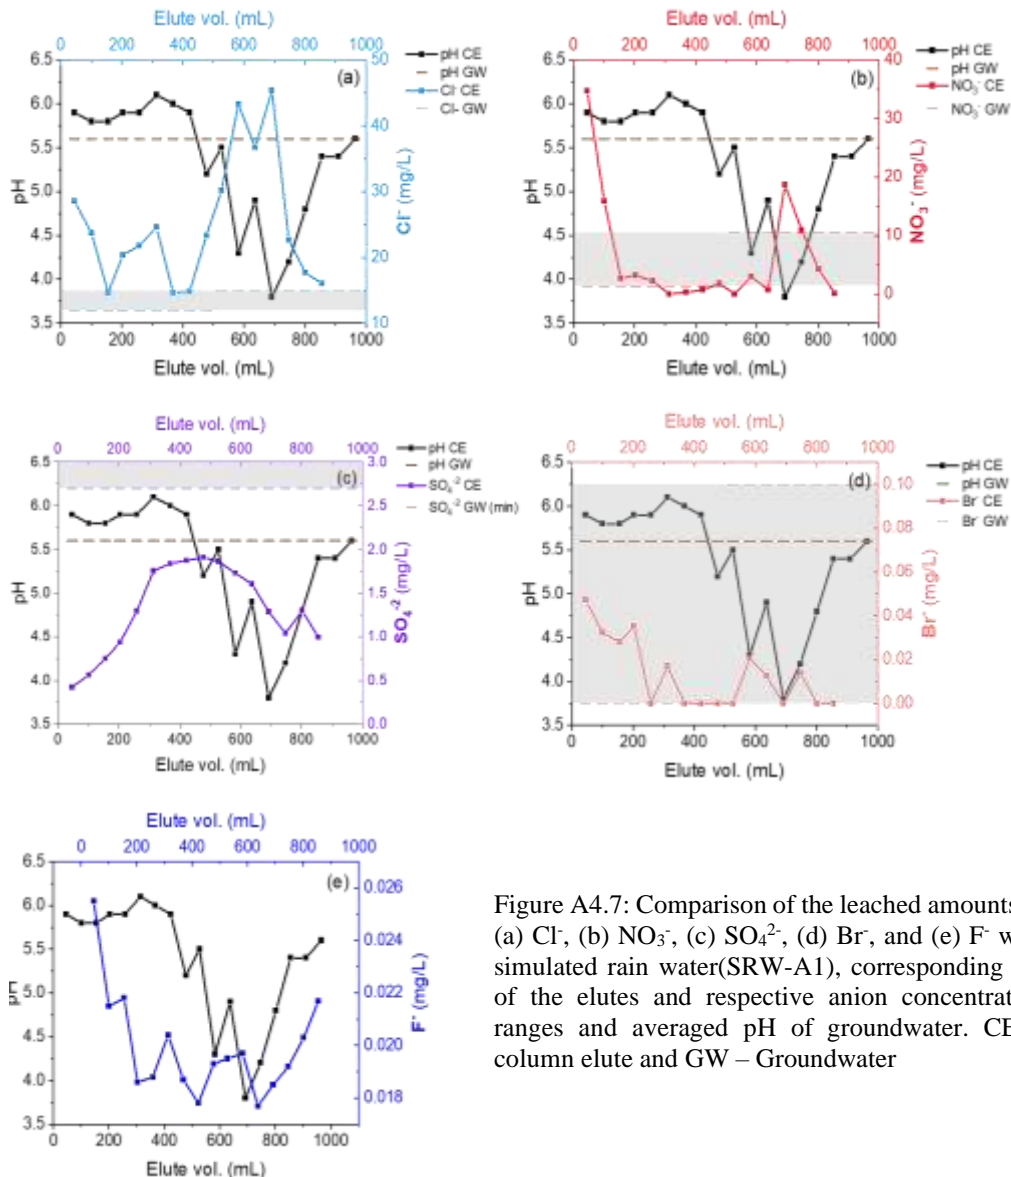 Elute vol. (mL)
0 200 400 600 800 1000
(a)
6.5
6.0
5.5
5.0
4.5
4.0
3.5
pH
50
40
30
20
10
Cl⁻ (mg/L)
pH CE
pH GW
Cl⁻ CE
Cl- GW
0 200 400 600 800 1000
Elute vol. (mL)
Elute vol. (mL)
0 200 400 600 800 1000
(b)
6.5
6.0
5.5
5.0
4.5
4.0
3.5
pH
40
30
20
10
0
NO₃⁻ (mg/L)
pH CE
pH GW
NO₃⁻ CE
NO₃⁻ GW
0 200 400 600 800 1000
Elute vol. (mL)
Elute vol. (mL)
0 200 400 600 800 1000
(c)
6.5
6.0
5.5
5.0
4.5
4.0
3.5
pH
3.0
2.5
2.0
1.5
1.0
0.5
0.0
SO₄⁻² (mg/L)
pH CE
pH GW
SO₄⁻² CE
SO₄⁻² GW (min)
0 200 400 600 800 1000
Elute vol. (mL)
Elute vol. (mL)
0 200 400 600 800 1000
(d)
6.5
6.0
5.5
5.0
4.5
4.0
3.5
pH
0.10
0.08
0.06
0.04
0.02
0.00
Br⁻ (mg/L)
pH CE
pH GW
Br⁻ CE
Br⁻ GW
0 200 400 600 800 1000
Elute vol. (mL)
Elute vol. (mL)
0 200 400 600 800 1000
(e)
6.5
6.0
5.5
5.0
4.5
4.0
3.5
pH
0.026
0.024
0.022
0.020
0.018
F⁻ (mg/L)
0 200 400 600 800 1000
Elute vol. (mL)
Figure A4.7: Comparison of the leached amounts
(a) Cl⁻, (b) NO₃⁻, (c) SO₄²⁻, (d) Br⁻, and (e) F⁻ w
simulated rain water(SRW-A1), corresponding
of the elutes and respective anion concentrat
ranges and averaged pH of groundwater. CE
column elute and GW – Groundwater